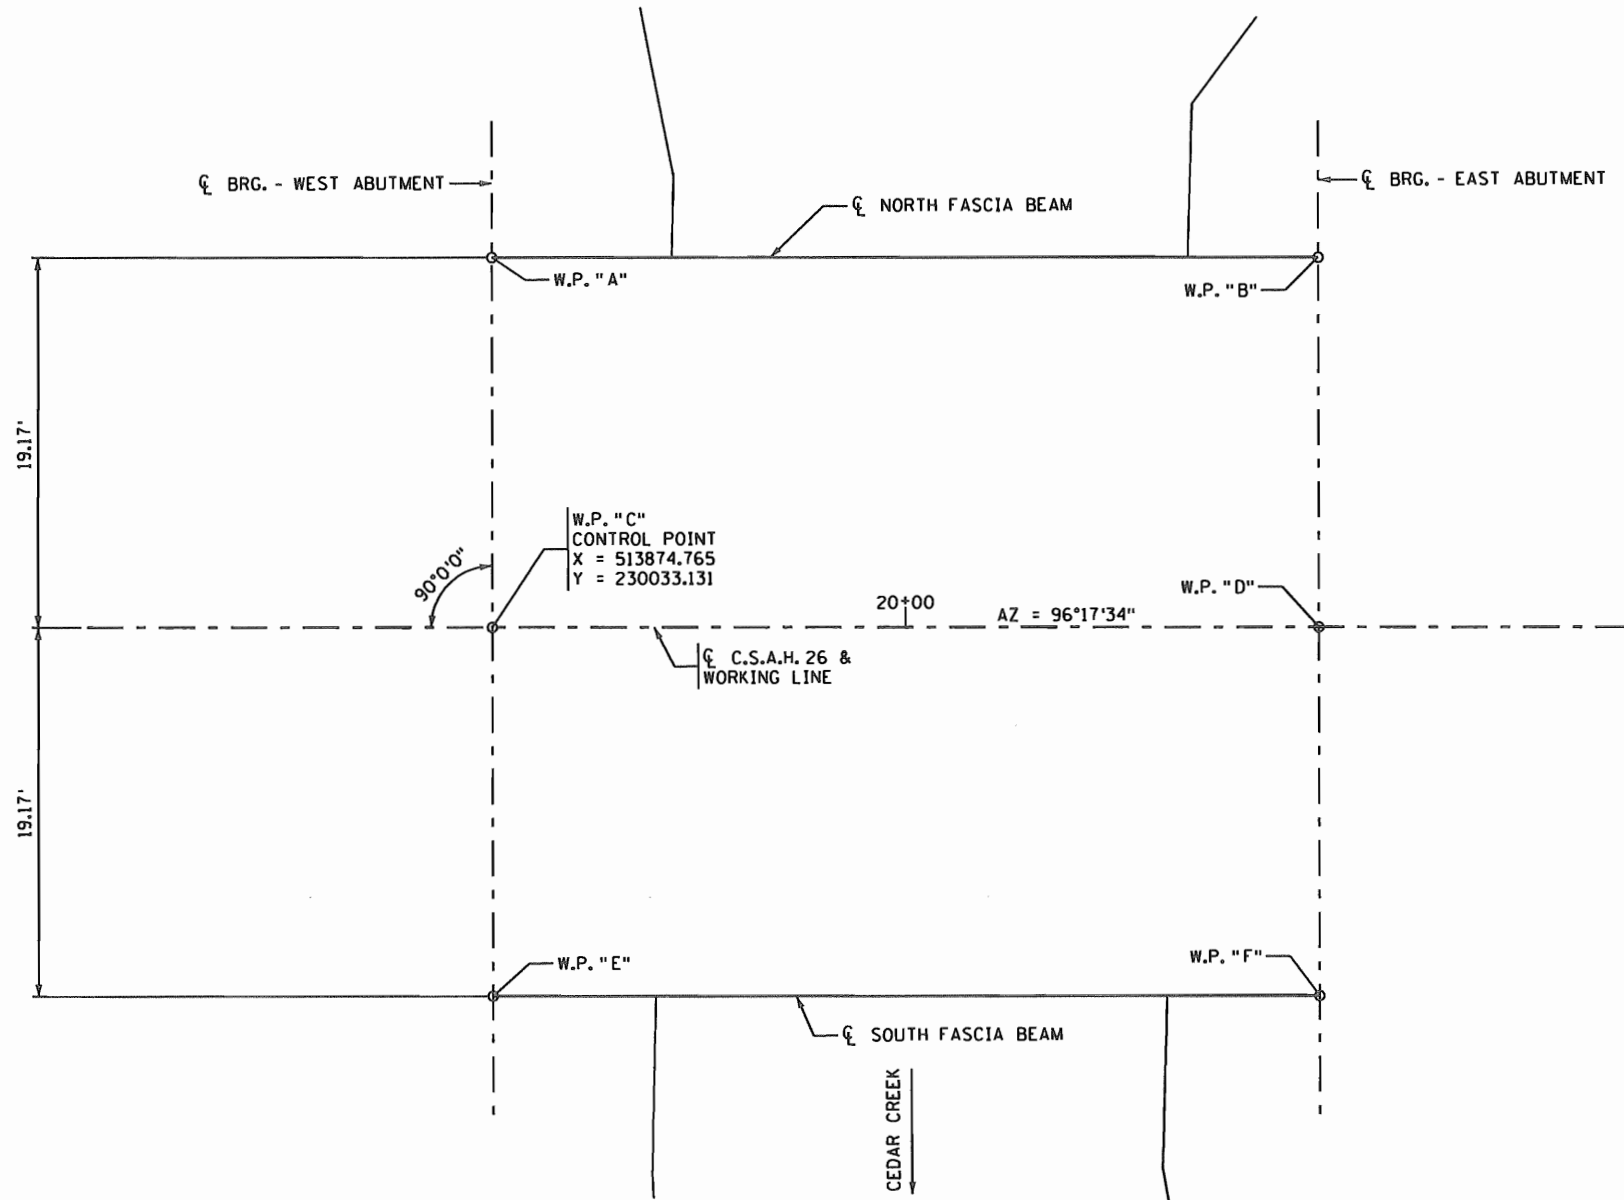 ℄ BRG. - WEST ABUTMENT
℄ BRG. - EAST ABUTMENT
℄ NORTH FASCIA BEAM
W.P. "A"
W.P. "B"
19.17'
W.P. "C"
CONTROL POINT
X = 513874.765
Y = 230033.131
90°0'0"
W.P. "D"
20+00
AZ = 96°17'34"
℄ C.S.A.H. 26 &
WORKING LINE
19.17'
W.P. "E"
W.P. "F"
℄ SOUTH FASCIA BEAM
CEDAR CREEK